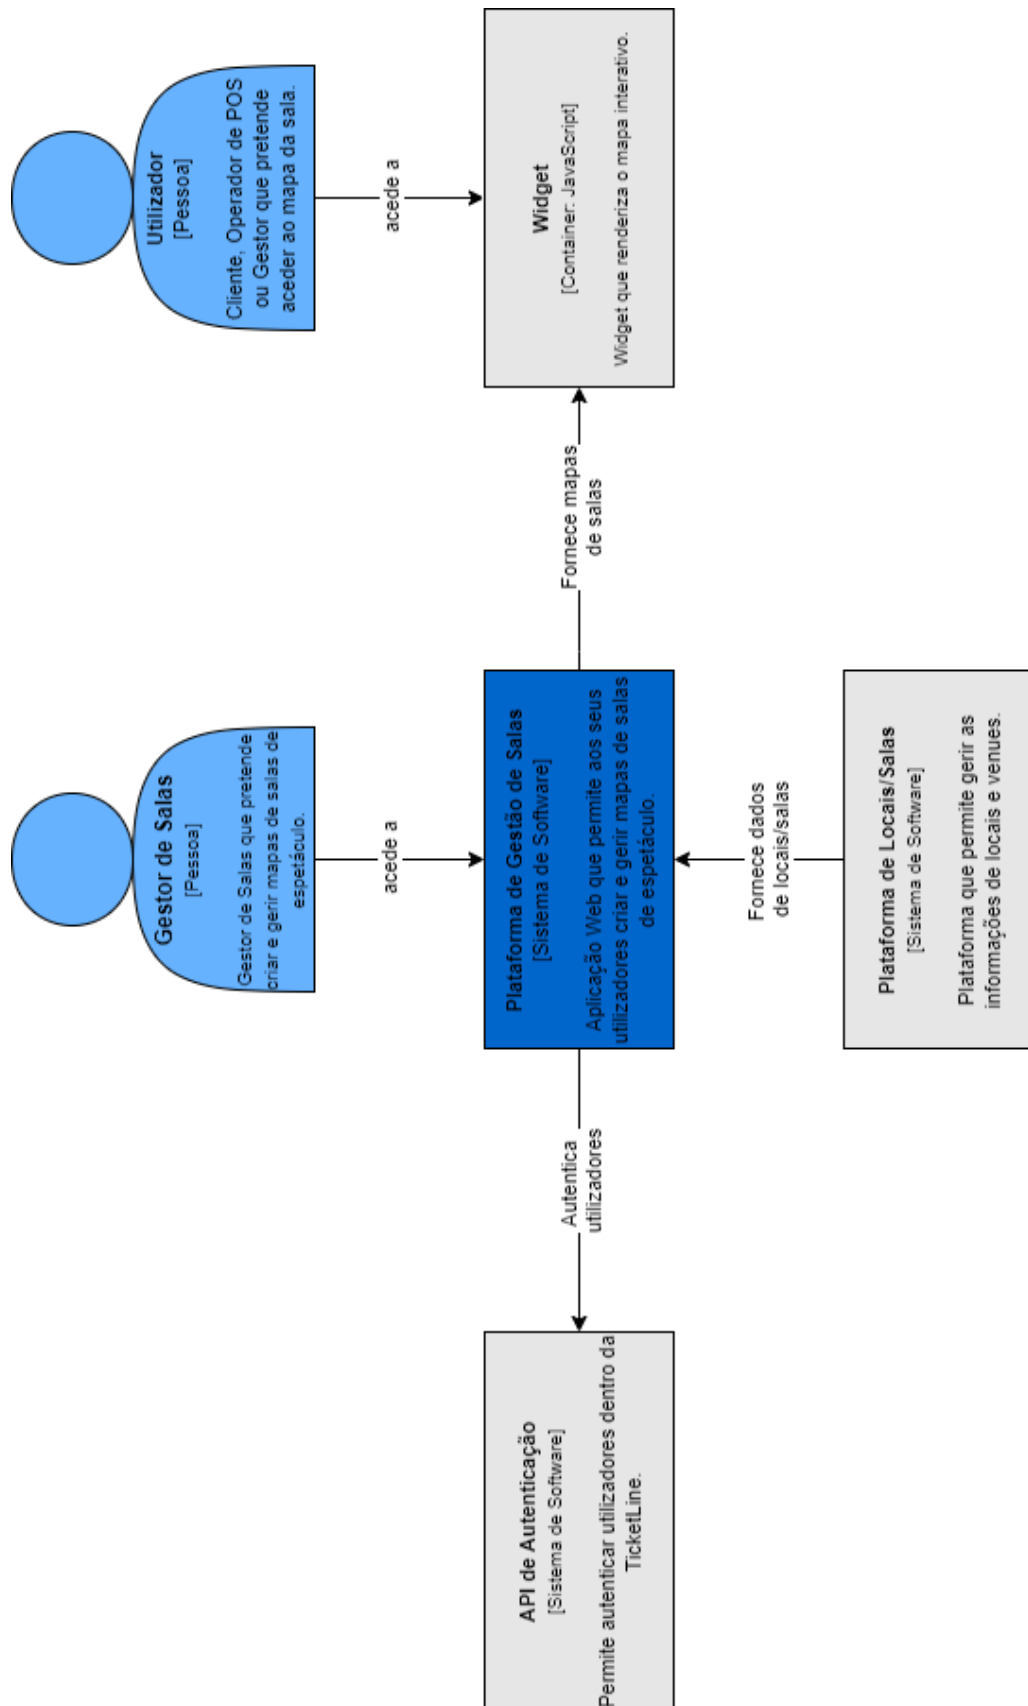 Gestor de Salas
[Pessoa]
Gestor de Salas que pretende
criar e gerir mapas de salas de
espetáculo.
Utilizador
[Pessoa]
Cliente, Operador de POS
ou Gestor que pretende
aceder ao mapa da sala.
acede a
acede a
API de Autenticação
[Sistema de Software]
Permite autenticar utilizadores dentro da
TicketLine.
Autentica
utilizadores
Plataforma de Gestão de Salas
[Sistema de Software]
Aplicação Web que permite aos seus
utilizadores criar e gerir mapas de salas
de espetáculo.
Fornece mapas
de salas
Widget
[Container: JavaScript]
Widget que renderiza o mapa interativo.
Fornece dados
de locais/salas
Plataforma de Locais/Salas
[Sistema de Software]
Plataforma que permite gerir as
informações de locais e venues.